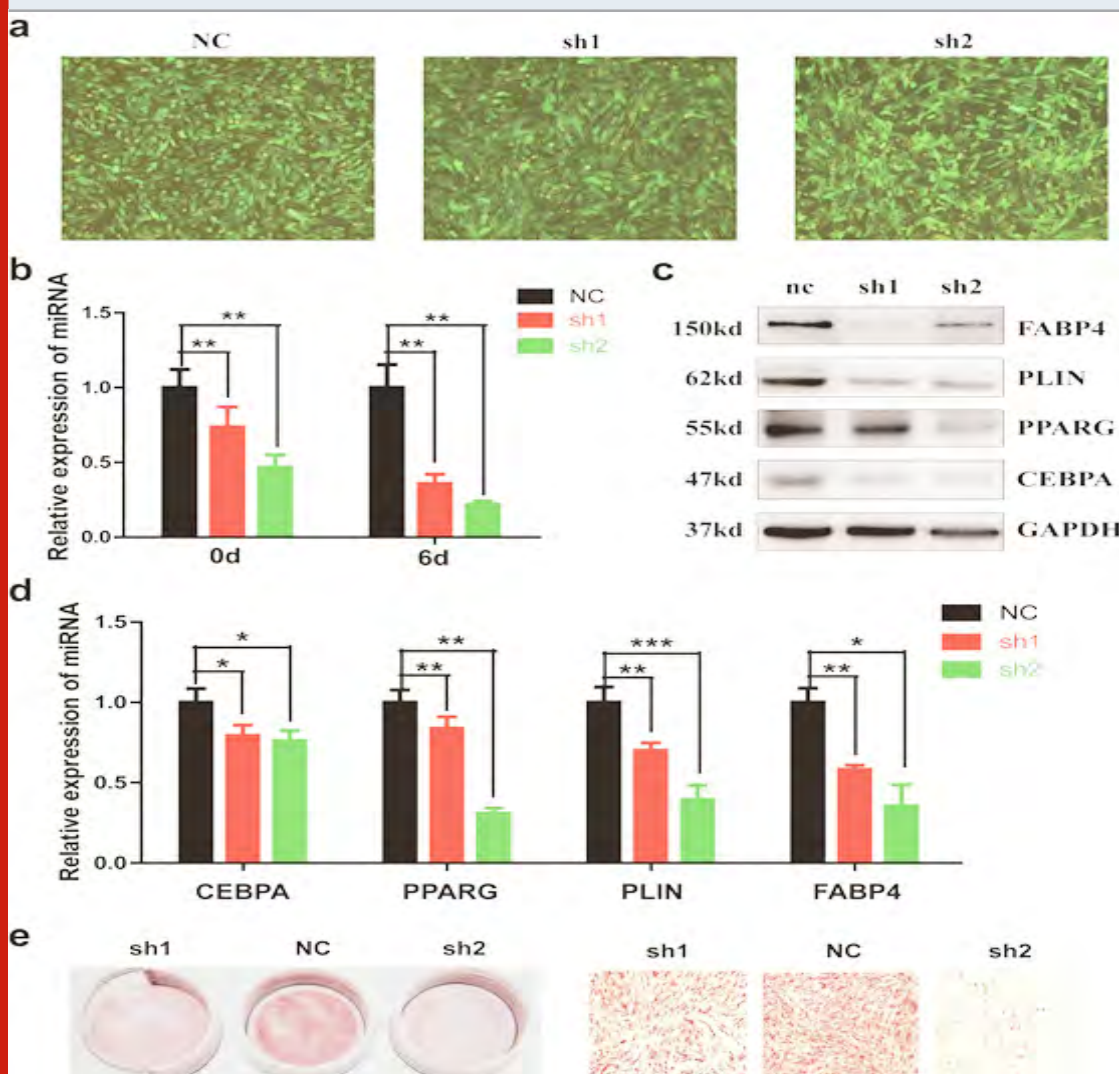 a
NC sh1 sh2
b
Relative expression of miRNA
1.5
1.0
0.5
0.0
** **
** **
0d 6d
NC
sh1
sh2
c
nc sh1 sh2
150kd FABP4
62kd PLIN
55kd PPARG
47kd CEBPA
37kd GAPDH
d
Relative expression of miRNA
1.5
1.0
0.5
0.0
* ** *** *
* ** ** **
CEBPA PPARG PLIN FABP4
NC
sh1
sh2
e
sh1 NC sh2 sh1 NC sh2